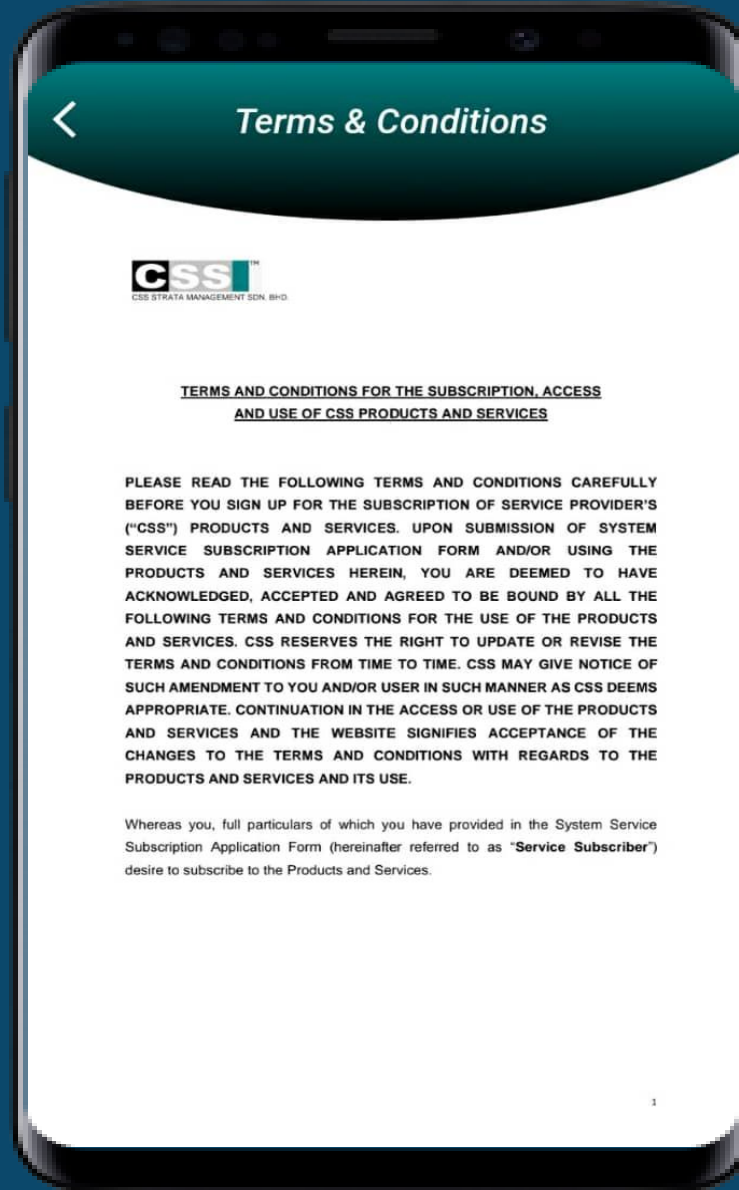 Terms & Conditions
CSS™
CSS STRATA MANAGEMENT SDN. BHD.
TERMS AND CONDITIONS FOR THE SUBSCRIPTION, ACCESS
AND USE OF CSS PRODUCTS AND SERVICES
PLEASE READ THE FOLLOWING TERMS AND CONDITIONS CAREFULLY
BEFORE YOU SIGN UP FOR THE SUBSCRIPTION OF SERVICE PROVIDER'S
(“CSS”) PRODUCTS AND SERVICES. UPON SUBMISSION OF SYSTEM
SERVICE SUBSCRIPTION APPLICATION FORM AND/OR USING THE
PRODUCTS AND SERVICES HEREIN, YOU ARE DEEMED TO HAVE
ACKNOWLEDGED, ACCEPTED AND AGREED TO BE BOUND BY ALL THE
FOLLOWING TERMS AND CONDITIONS FOR THE USE OF THE PRODUCTS
AND SERVICES. CSS RESERVES THE RIGHT TO UPDATE OR REVISE THE
TERMS AND CONDITIONS FROM TIME TO TIME. CSS MAY GIVE NOTICE OF
SUCH AMENDMENT TO YOU AND/OR USER IN SUCH MANNER AS CSS DEEMS
APPROPRIATE. CONTINUATION IN THE ACCESS OR USE OF THE PRODUCTS
AND SERVICES AND THE WEBSITE SIGNIFIES ACCEPTANCE OF THE
CHANGES TO THE TERMS AND CONDITIONS WITH REGARDS TO THE
PRODUCTS AND SERVICES AND ITS USE.
Whereas you, full particulars of which you have provided in the System Service
Subscription Application Form (hereinafter referred to as “Service Subscriber”)
desire to subscribe to the Products and Services.
1